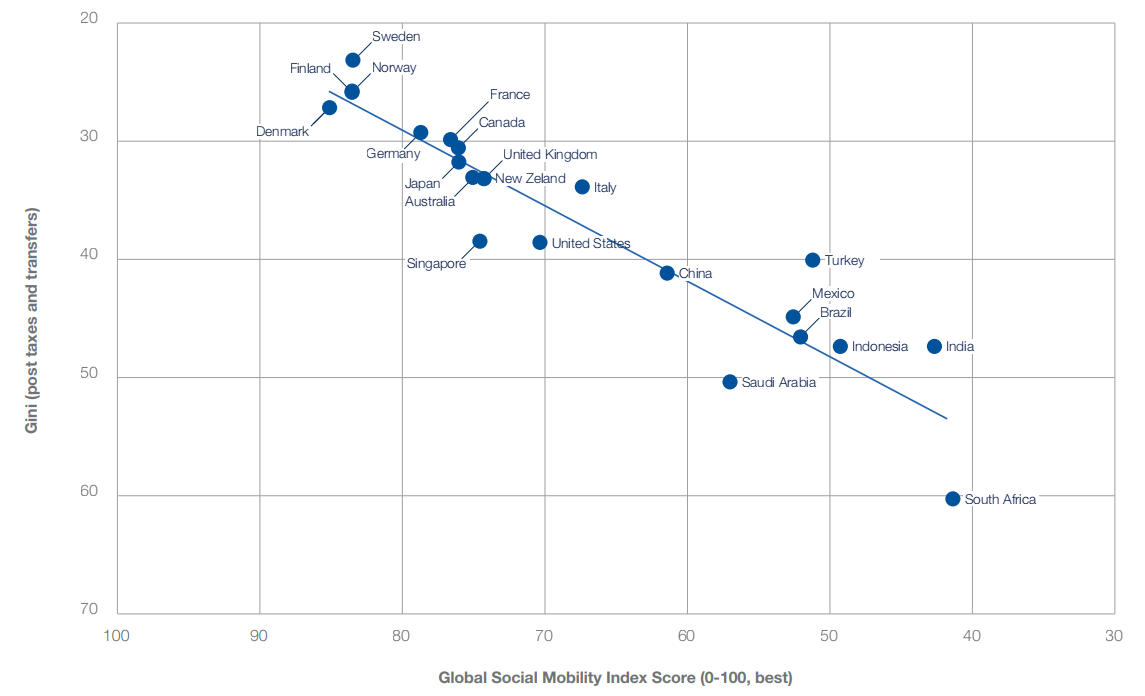 20
Sweden
Finland
Norway
France
Canada
Denmark
30
Germany
United Kingdom
Japan
New Zeland
Italy
Australia
United States
40
Singapore
Turkey
China
Mexico
Brazil
Indonesia
India
50
Saudi Arabia
60
South Africa
70
100 90 80 70 60 50 40 30
Gini (post taxes and transfers)
Global Social Mobility Index Score (0-100, best)